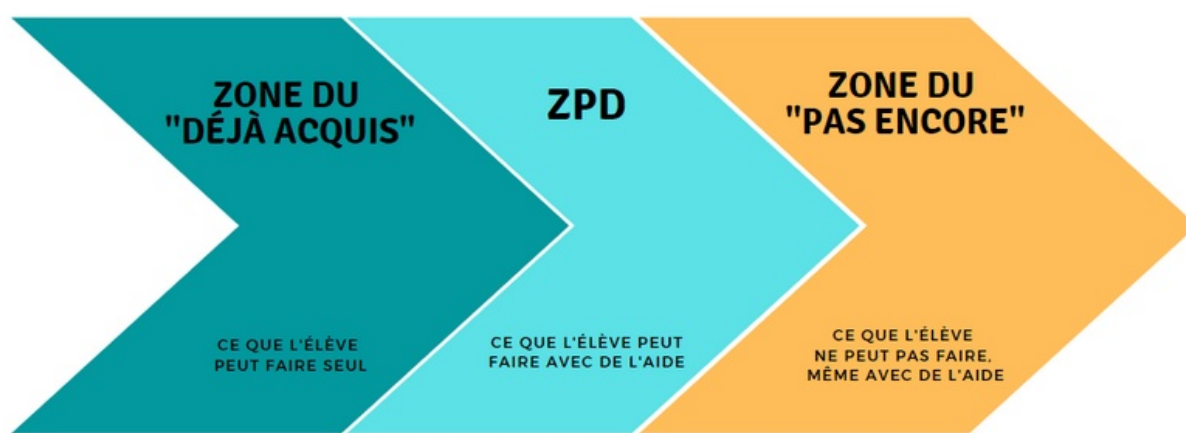 ZONE DU
"DÉJÀ ACQUIS"
CE QUE L'ÉLÈVE
PEUT FAIRE SEUL
ZPD
CE QUE L'ÉLÈVE PEUT
FAIRE AVEC DE L'AIDE
ZONE DU
"PAS ENCORE"
CE QUE L'ÉLÈVE
NE PEUT PAS FAIRE,
MÊME AVEC DE L'AIDE